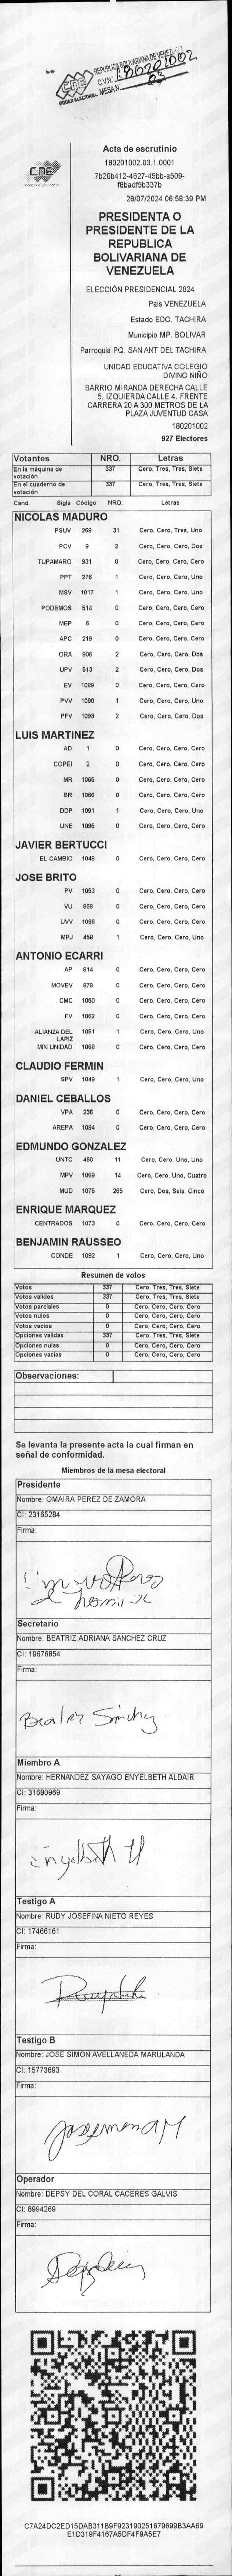 REPUBLICA BOLIVARIANA DE VENEZUELA
C.V.N: 180201002
PODER ELECTORAL MESA N: 03
CNE
Acta de escrutinio
180201002.03.1.0001
7b20b412-4627-45bb-a509-
f8badf5b337b
28/07/2024 06:58:39 PM
PRESIDENTA O
PRESIDENTE DE LA
REPUBLICA
BOLIVARIANA DE
VENEZUELA
ELECCIÓN PRESIDENCIAL 2024
Pais VENEZUELA
Estado EDO. TACHIRA
Municipio MP. BOLIVAR
Parroquia PQ. SAN ANT DEL TACHIRA
UNIDAD EDUCATIVA COLEGIO
DIVINO NIÑO
BARRIO MIRANDA DERECHA CALLE
5. IZQUIERDA CALLE 4. FRENTE
CARRERA 20 A 300 METROS DE LA
PLAZA JUVENTUD CASA
180201002
927 Electores
Votantes NRO. Letras
En la máquina de votación 337 Cero, Tres, Tres, Siete
En el cuaderno de votación 337 Cero, Tres, Tres, Siete
Cand. Sigla Código NRO. Letras
NICOLAS MADURO
PSUV 269 31 Cero, Cero, Tres, Uno
PCV 9 2 Cero, Cero, Cero, Dos
TUPAMARO 931 0 Cero, Cero, Cero, Cero
PPT 276 1 Cero, Cero, Cero, Uno
MSV 1017 1 Cero, Cero, Cero, Uno
PODEMOS 514 0 Cero, Cero, Cero, Cero
MEP 6 0 Cero, Cero, Cero, Cero
APC 219 0 Cero, Cero, Cero, Cero
ORA 906 2 Cero, Cero, Cero, Dos
UPV 513 2 Cero, Cero, Cero, Dos
EV 1089 0 Cero, Cero, Cero, Cero
PVV 1090 1 Cero, Cero, Cero, Uno
PFV 1093 2 Cero, Cero, Cero, Dos
LUIS MARTINEZ
AD 1 0 Cero, Cero, Cero, Cero
COPEI 2 0 Cero, Cero, Cero, Cero
MR 1065 0 Cero, Cero, Cero, Cero
BR 1066 0 Cero, Cero, Cero, Cero
DDP 1091 1 Cero, Cero, Cero, Uno
UNE 1095 0 Cero, Cero, Cero, Cero
JAVIER BERTUCCI
EL CAMBIO 1048 0 Cero, Cero, Cero, Cero
JOSE BRITO
PV 1053 0 Cero, Cero, Cero, Cero
VU 868 0 Cero, Cero, Cero, Cero
UVV 1096 0 Cero, Cero, Cero, Cero
MPJ 458 1 Cero, Cero, Cero, Uno
ANTONIO ECARRI
AP 814 0 Cero, Cero, Cero, Cero
MOVEV 878 0 Cero, Cero, Cero, Cero
CMC 1050 0 Cero, Cero, Cero, Cero
FV 1062 0 Cero, Cero, Cero, Cero
ALIANZA DEL LAPIZ 1051 1 Cero, Cero, Cero, Uno
MIN UNIDAD 1068 0 Cero, Cero, Cero, Cero
CLAUDIO FERMIN
SPV 1049 1 Cero, Cero, Cero, Uno
DANIEL CEBALLOS
VPA 236 0 Cero, Cero, Cero, Cero
AREPA 1094 0 Cero, Cero, Cero, Cero
EDMUNDO GONZALEZ
UNTC 460 11 Cero, Cero, Uno, Uno
MPV 1069 14 Cero, Cero, Uno, Cuatro
MUD 1075 265 Cero, Dos, Seis, Cinco
ENRIQUE MARQUEZ
CENTRADOS 1073 0 Cero, Cero, Cero, Cero
BENJAMIN RAUSSEO
CONDE 1092 1 Cero, Cero, Cero, Uno
Resumen de votos
Votos 337 Cero, Tres, Tres, Siete
Votos validos 337 Cero, Tres, Tres, Siete
Votos parciales 0 Cero, Cero, Cero, Cero
Votos nulos 0 Cero, Cero, Cero, Cero
Votos vacios 0 Cero, Cero, Cero, Cero
Opciones validas 337 Cero, Tres, Tres, Siete
Opciones nulas 0 Cero, Cero, Cero, Cero
Opciones vacias 0 Cero, Cero, Cero, Cero
Observaciones:
Se levanta la presente acta la cual firman en
señal de conformidad.
Miembros de la mesa electoral
Presidente
Nombre: OMAIRA PEREZ DE ZAMORA
CI: 23165284
Firma:
Secretario
Nombre: BEATRIZ ADRIANA SANCHEZ CRUZ
CI: 19676854
Firma:
Beatriz Sánchez
Miembro A
Nombre: HERNANDEZ SAYAGO ENYELBETH ALDAIR
CI: 31680969
Firma:
Enyelbeth H
Testigo A
Nombre: RUDY JOSEFINA NIETO REYES
CI: 17466161
Firma:
Testigo B
Nombre: JOSE SIMON AVELLANEDA MARULANDA
CI: 15773693
Firma:
Operador
Nombre: DEPSY DEL CORAL CACERES GALVIS
CI: 8994269
Firma:
C7A24DC2ED15DAB311B9F923190251679699B3AA69
E1D319F4167A5DF4F9A5E7